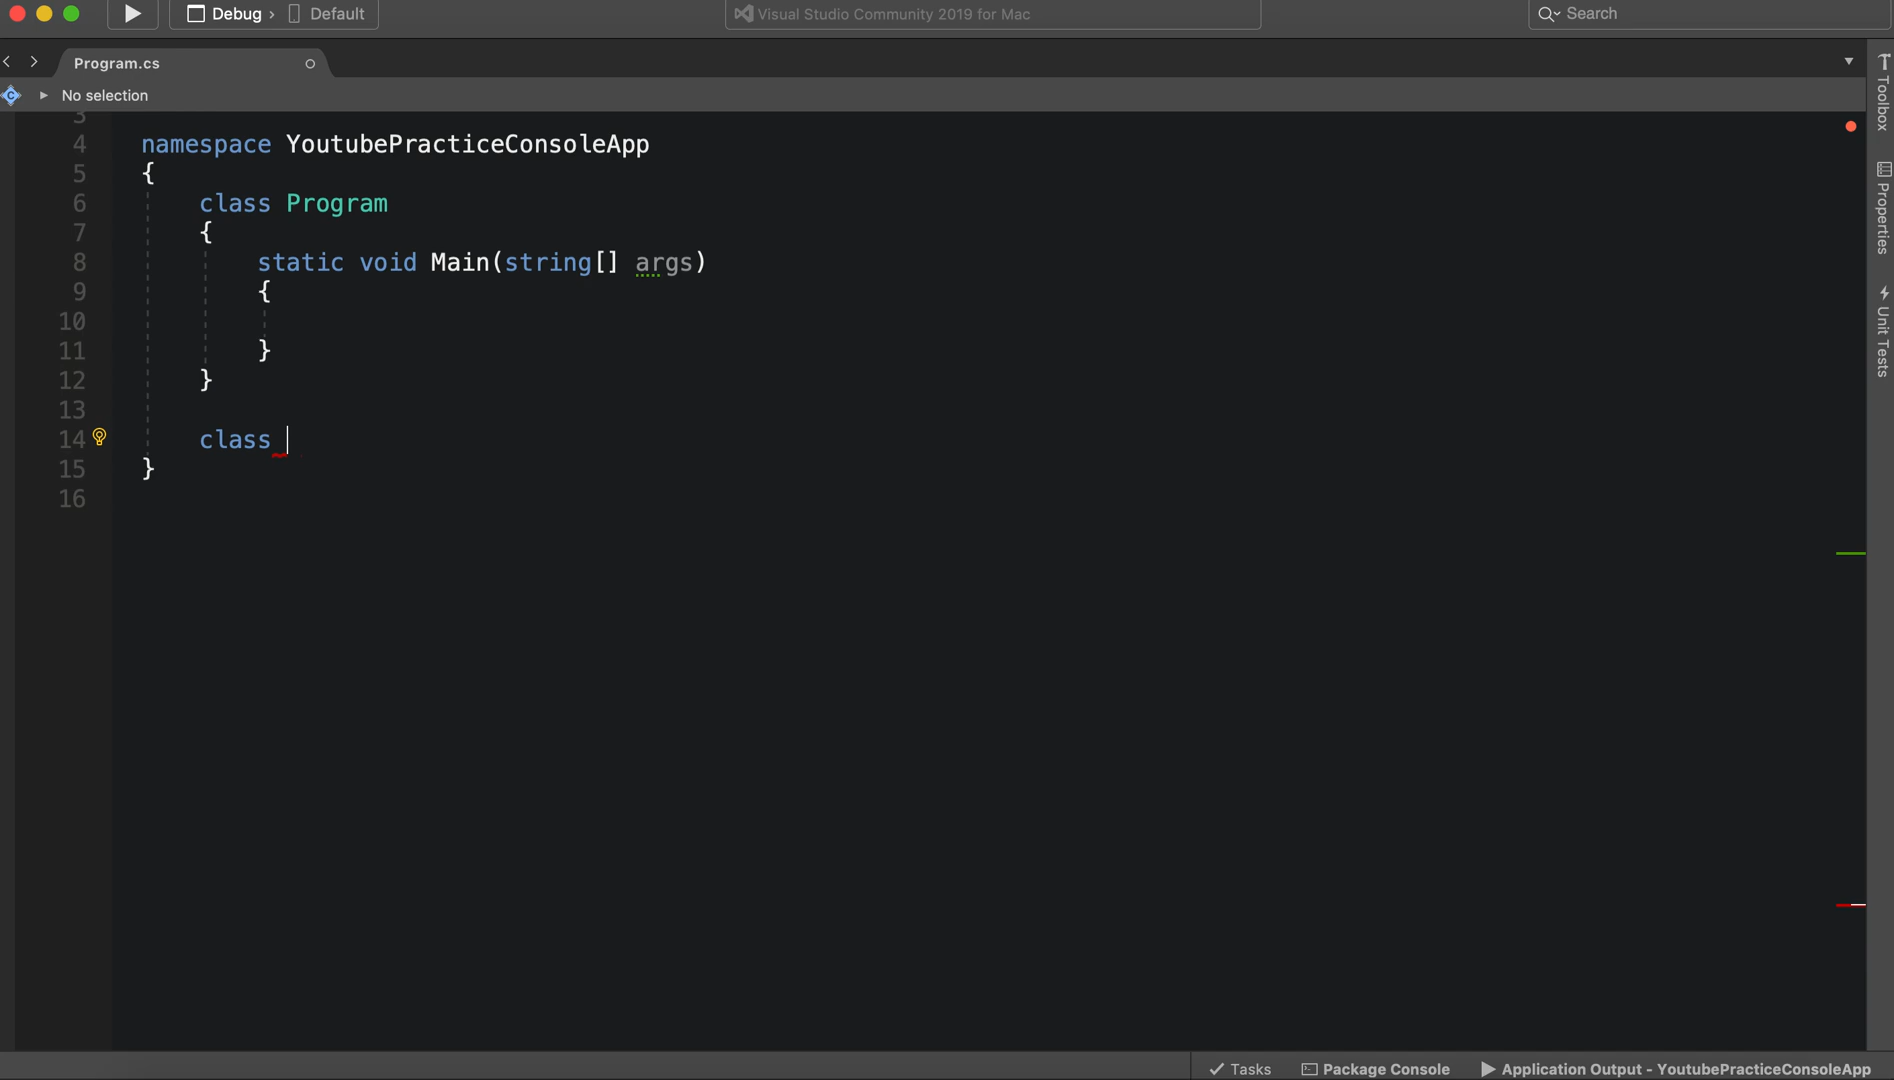 Debug › Default
Visual Studio Community 2019 for Mac
Search
Program.cs
No selection
Toolbox
Properties
Unit Tests
3
4 namespace YoutubePracticeConsoleApp
5 {
6 class Program
7 {
8 static void Main(string[] args)
9 {
10
11 }
12 }
13
14 class
15 }
16
Tasks
Package Console
Application Output - YoutubePracticeConsoleApp